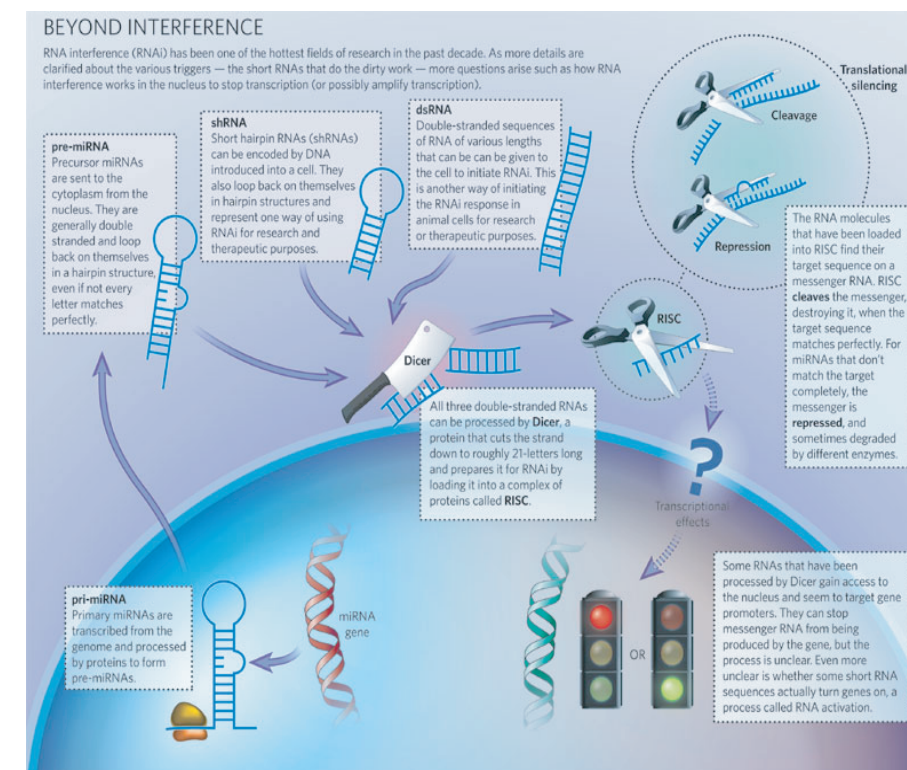 BEYOND INTERFERENCE
RNA interference (RNAi) has been one of the hottest fields of research in the past decade. As more details are
clarified about the various triggers — the short RNAs that do the dirty work — more questions arise such as how RNA
interference works in the nucleus to stop transcription (or possibly amplify transcription).
pre-miRNA
Precursor miRNAs
are sent to the
cytoplasm from the
nucleus. They are
generally double
stranded and loop
back on themselves
in a hairpin structure,
even if not every
letter matches
perfectly.
shRNA
Short hairpin RNAs (shRNAs)
can be encoded by DNA
introduced into a cell. They
also loop back on themselves
in hairpin structures and
represent one way of using
RNAi for research and
therapeutic purposes.
dsRNA
Double-stranded sequences
of RNA of various lengths
that can be can be given to
the cell to initiate RNAi. This
is another way of initiating
the RNAi response in
animal cells for research
or therapeutic purposes.
Translational
silencing
Cleavage
Repression
The RNA molecules
that have been loaded
into RISC find their
target sequence on a
messenger RNA. RISC
cleaves the messenger,
destroying it, when the
target sequence
matches perfectly. For
miRNAs that don't
match the target
completely, the
messenger is
repressed, and
sometimes degraded
by different enzymes.
RISC
Dicer
All three double-stranded RNAs
can be processed by Dicer, a
protein that cuts the strand
down to roughly 21-letters long
and prepares it for RNAi by
loading it into a complex of
proteins called RISC.
?
Transcriptional
effects
pri-miRNA
Primary miRNAs are
transcribed from the
genome and processed
by proteins to form
pre-miRNAs.
miRNA
gene
OR
Some RNAs that have been
processed by Dicer gain access to
the nucleus and seem to target gene
promoters. They can stop
messenger RNA from being
produced by the gene, but the
process is unclear. Even more
unclear is whether some short RNA
sequences actually turn genes on, a
process called RNA activation.